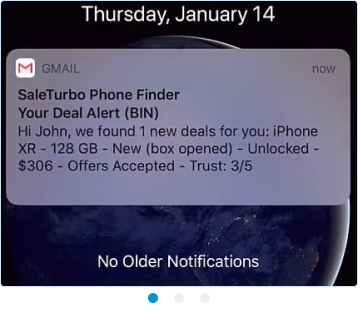 Thursday, January 14
GMAIL
now
SaleTurbo Phone Finder
Your Deal Alert (BIN)
Hi John, we found 1 new deals for you: iPhone
XR - 128 GB - New (box opened) - Unlocked -
$306 - Offers Accepted - Trust: 3/5
No Older Notifications